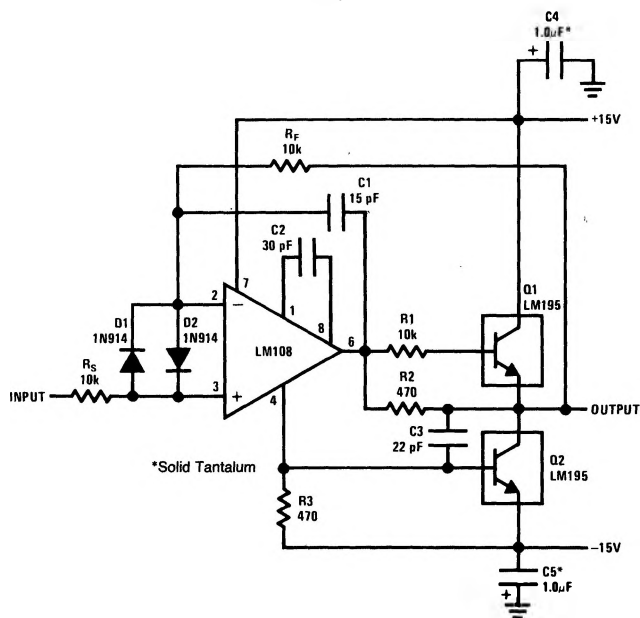 C4
1.0μF*
+
+15V
RF
10k
C1
15 pF
C2
30 pF
7
Q1
LM195
2
−
1
8
D1
1N914
D2
1N914
LM108
6
R1
10k
RS
10k
R2
470
INPUT
3
+
4
OUTPUT
C3
22 pF
Q2
LM195
*Solid Tantalum
R3
470
−15V
C5*
1.0μF
+